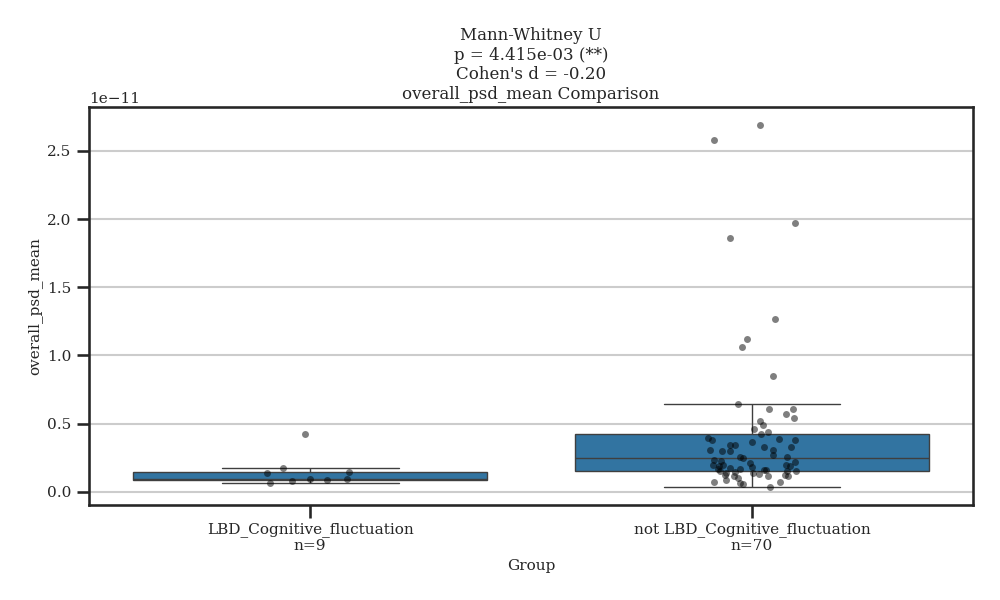 Mann-Whitney U
p = 4.415e-03 (**)
Cohen's d = -0.20
overall_psd_mean Comparison
1e−11
2.5
2.0
1.5
1.0
0.5
0.0
overall_psd_mean
LBD_Cognitive_fluctuation
n=9
not LBD_Cognitive_fluctuation
n=70
Group